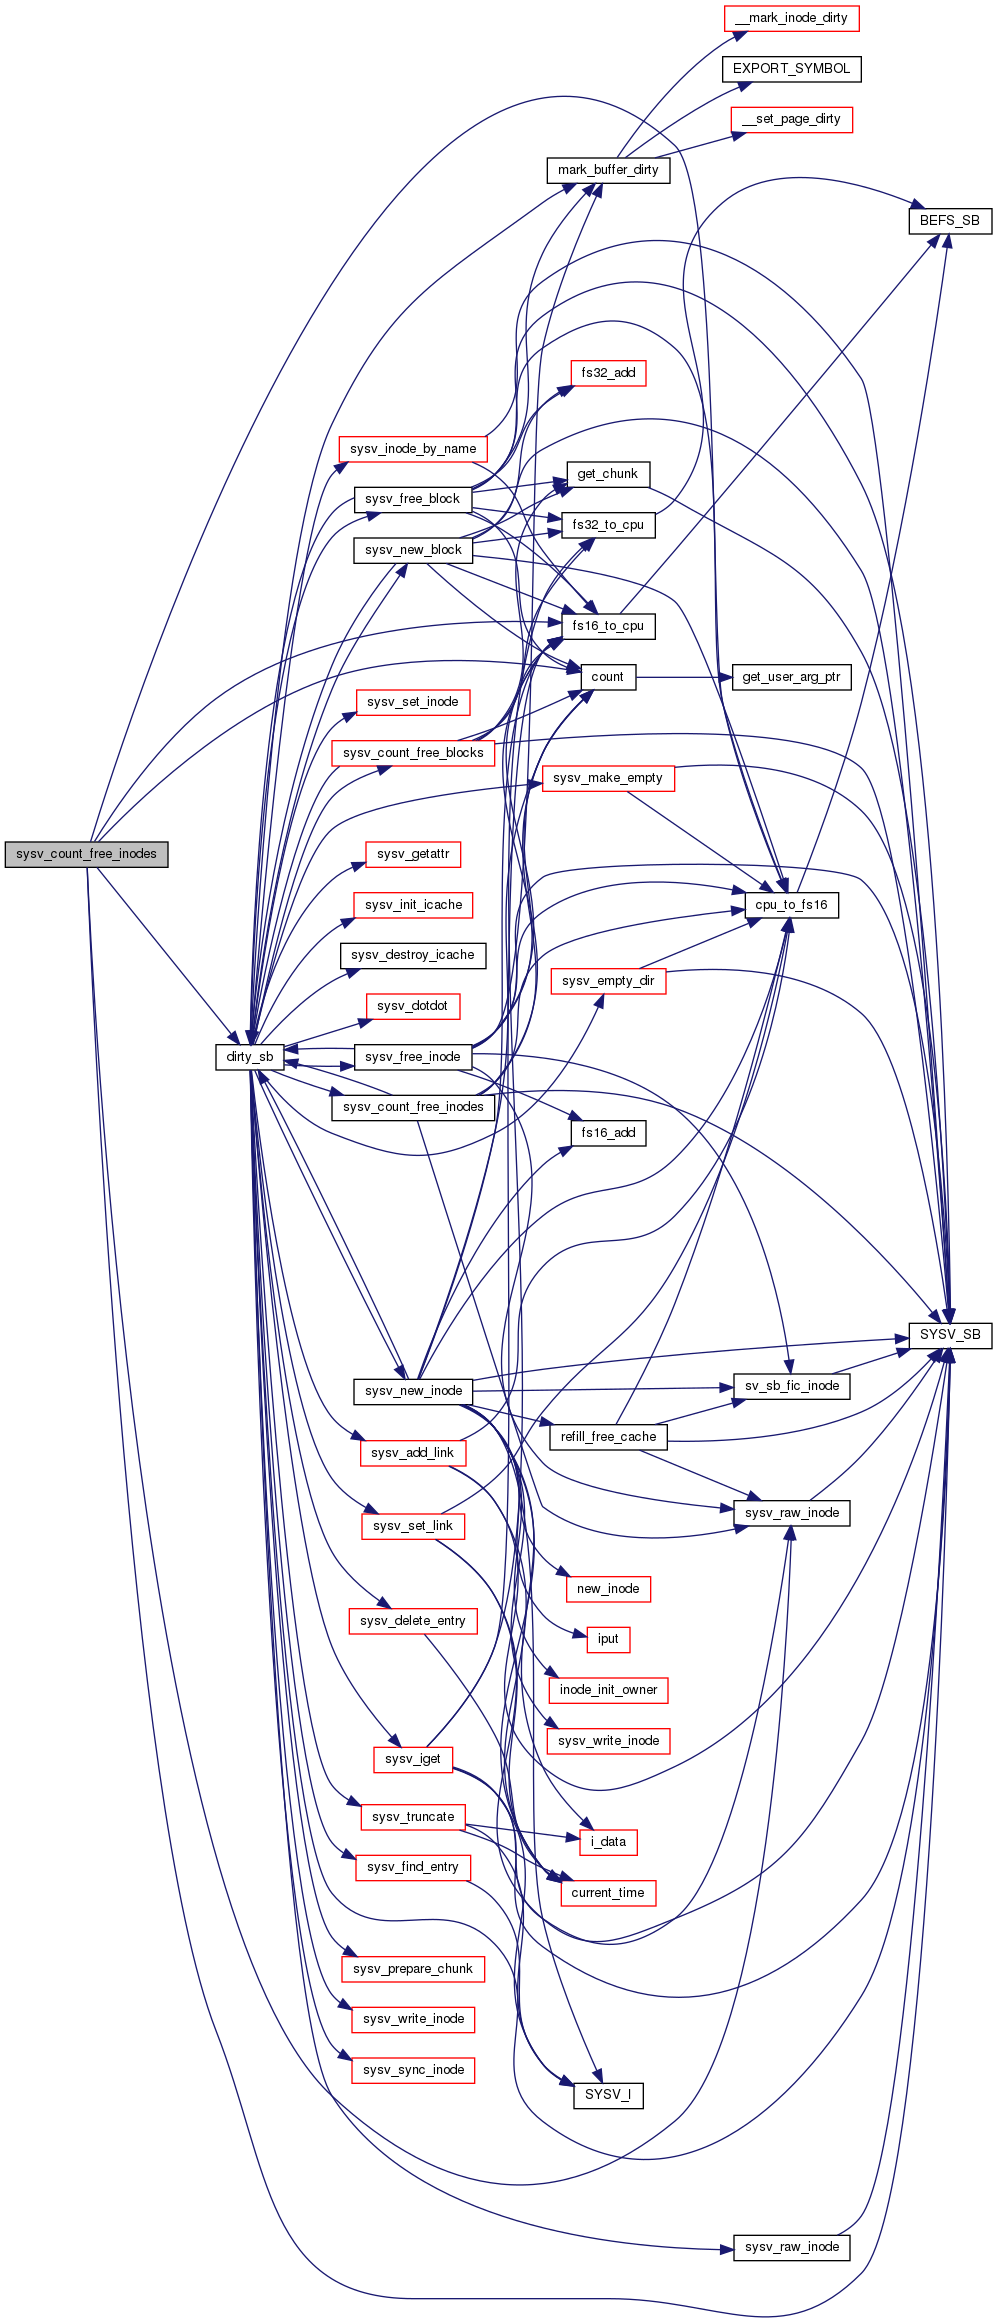 __mark_inode_dirty
EXPORT_SYMBOL
__set_page_dirty
mark_buffer_dirty
BEFS_SB
fs32_add
sysv_inode_by_name
get_chunk
sysv_free_block
fs32_to_cpu
sysv_new_block
fs16_to_cpu
count
get_user_arg_ptr
sysv_set_inode
sysv_count_free_blocks
sysv_make_empty
sysv_count_free_inodes
sysv_getattr
sysv_init_icache
cpu_to_fs16
sysv_destroy_icache
sysv_empty_dir
sysv_dotdot
dirty_sb
sysv_free_inode
sysv_count_free_inodes
fs16_add
SYSV_SB
sysv_new_inode
sv_sb_fic_inode
refill_free_cache
sysv_add_link
sysv_raw_inode
sysv_set_link
new_inode
sysv_delete_entry
iput
inode_init_owner
sysv_write_inode
sysv_iget
sysv_truncate
i_data
sysv_find_entry
current_time
sysv_prepare_chunk
sysv_write_inode
sysv_sync_inode
SYSV_I
sysv_raw_inode